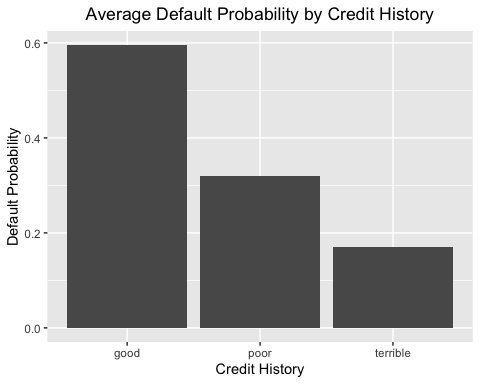 Average Default Probability by Credit History
0.6
0.4
0.2
0.0
Default Probability
good poor terrible
Credit History